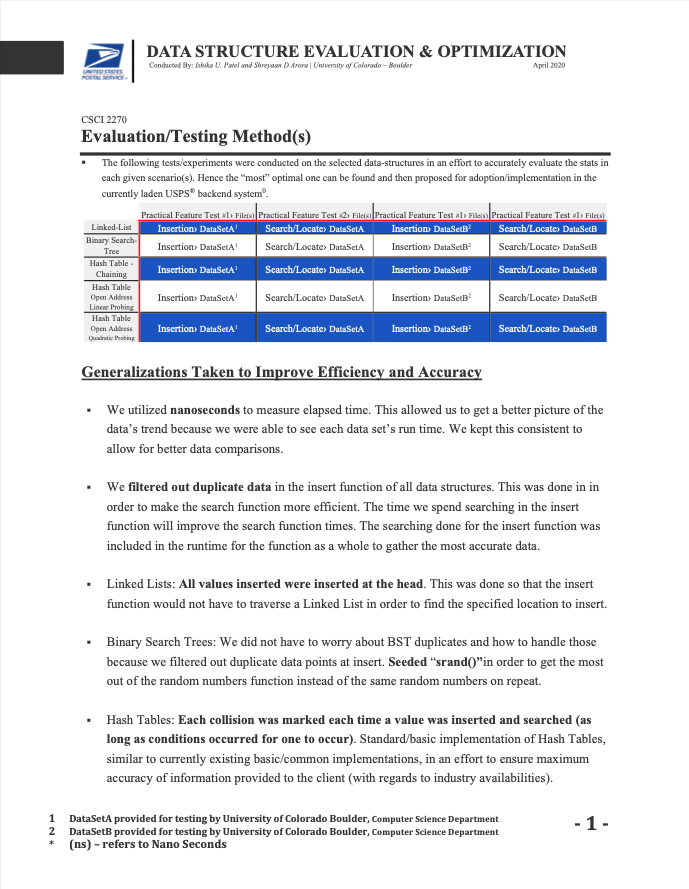 DATA STRUCTURE EVALUATION & OPTIMIZATION
Conducted By: Ishika U. Patel and Shreyaan D Arora | University of Colorado – Boulder April 2020
UNITED STATES
POSTAL SERVICE®
CSCI 2270
Evaluation/Testing Method(s)
▪ The following tests/experiments were conducted on the selected data-structures in an effort to accurately evaluate the stats in
each given scenario(s). Hence the “most” optimal one can be found and then proposed for adoption/implementation in the
currently laden USPS® backend system⁰.
Practical Feature Test #1› File(s) Practical Feature Test #2› File(s) Practical Feature Test #1› File(s) Practical Feature Test #1› File(s)
Linked-List Insertion› DataSetA¹ Search/Locate› DataSetA Insertion› DataSetB² Search/Locate› DataSetB
Binary Search-
Tree Insertion› DataSetA¹ Search/Locate› DataSetA Insertion› DataSetB² Search/Locate› DataSetB
Hash Table -
Chaining Insertion› DataSetA¹ Search/Locate› DataSetA Insertion› DataSetB² Search/Locate› DataSetB
Hash Table
Open Address Insertion› DataSetA¹ Search/Locate› DataSetA Insertion› DataSetB² Search/Locate› DataSetB
Linear Probing
Hash Table
Open Address Insertion› DataSetA¹ Search/Locate› DataSetA Insertion› DataSetB² Search/Locate› DataSetB
Quadratic Probing
Generalizations Taken to Improve Efficiency and Accuracy
▪ We utilized nanoseconds to measure elapsed time. This allowed us to get a better picture of the
data’s trend because we were able to see each data set’s run time. We kept this consistent to
allow for better data comparisons.
▪ We filtered out duplicate data in the insert function of all data structures. This was done in in
order to make the search function more efficient. The time we spend searching in the insert
function will improve the search function times. The searching done for the insert function was
included in the runtime for the function as a whole to gather the most accurate data.
▪ Linked Lists: All values inserted were inserted at the head. This was done so that the insert
function would not have to traverse a Linked List in order to find the specified location to insert.
▪ Binary Search Trees: We did not have to worry about BST duplicates and how to handle those
because we filtered out duplicate data points at insert. Seeded “srand()”in order to get the most
out of the random numbers function instead of the same random numbers on repeat.
▪ Hash Tables: Each collision was marked each time a value was inserted and searched (as
long as conditions occurred for one to occur). Standard/basic implementation of Hash Tables,
similar to currently existing basic/common implementations, in an effort to ensure maximum
accuracy of information provided to the client (with regards to industry availabilities).
1 DataSetA provided for testing by University of Colorado Boulder, Computer Science Department
2 DataSetB provided for testing by University of Colorado Boulder, Computer Science Department
* (ns) – refers to Nano Seconds
- 1 -